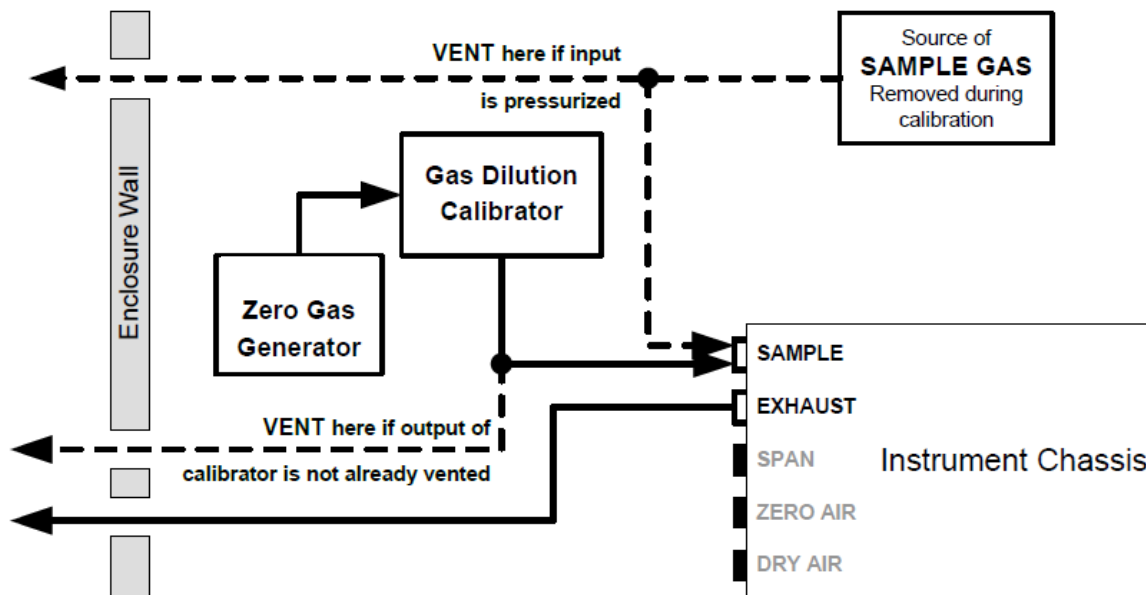 VENT here if input
is pressurized
Source of
SAMPLE GAS
Removed during
calibration
Gas Dilution
Calibrator
Enclosure Wall
Zero Gas
Generator
SAMPLE
EXHAUST
VENT here if output of
calibrator is not already vented
SPAN
Instrument Chassis
ZERO AIR
DRY AIR